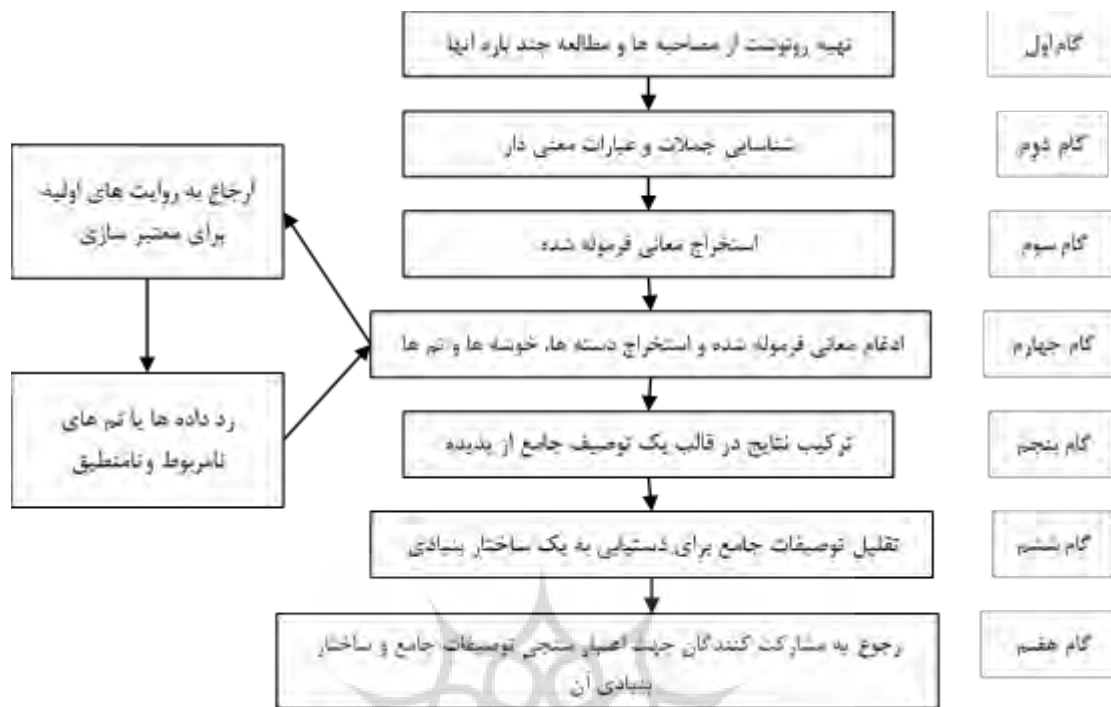 گام اول
تهیه رونوشت از مصاحبه ها و مطالعه چند باره آنها
گام دوم
شناسایی جملات و عبارات معنی دار
گام سوم
استخراج معانی فرموله شده
گام چهارم
ادغام معانی فرموله شده و استخراج دسته ها، خوشه ها و تم ها
ارجاع به روایت های اولیه
برای معتبر سازی
رد داده ها یا تم های
نامربوط و نامنطبق
گام پنجم
ترکیب نتایج در قالب یک توصیف جامع از پدیده
گام ششم
تقلیل توصیفات جامع برای دستیابی به یک ساختار بنیادی
گام هفتم
رجوع به مشارکت کنندگان جهت اعتبار سنجی توصیفات جامع و ساختار
بنیادی آن